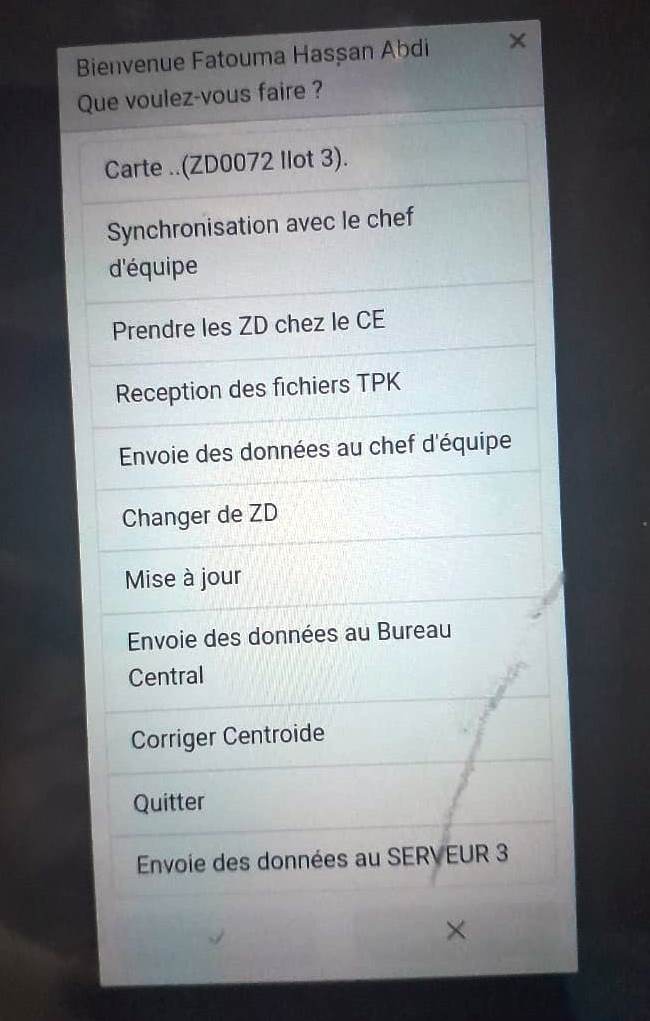 Bienvenue Fatouma Hassan Abdi
Que voulez-vous faire ?
Carte ..(ZD0072 Ilot 3).
Synchronisation avec le chef
d'équipe
Prendre les ZD chez le CE
Reception des fichiers TPK
Envoie des données au chef d'équipe
Changer de ZD
Mise à jour
Envoie des données au Bureau
Central
Corriger Centroide
Quitter
Envoie des données au SERVEUR 3